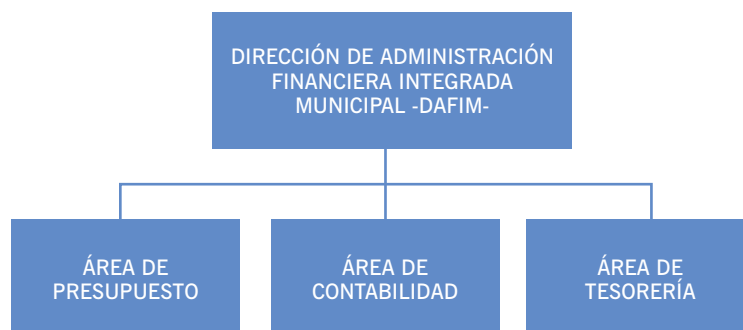 DIRECCIÓN DE ADMINISTRACIÓN
FINANCIERA INTEGRADA
MUNICIPAL -DAFIM-
ÁREA DE
PRESUPUESTO
ÁREA DE
CONTABILIDAD
ÁREA DE
TESORERÍA